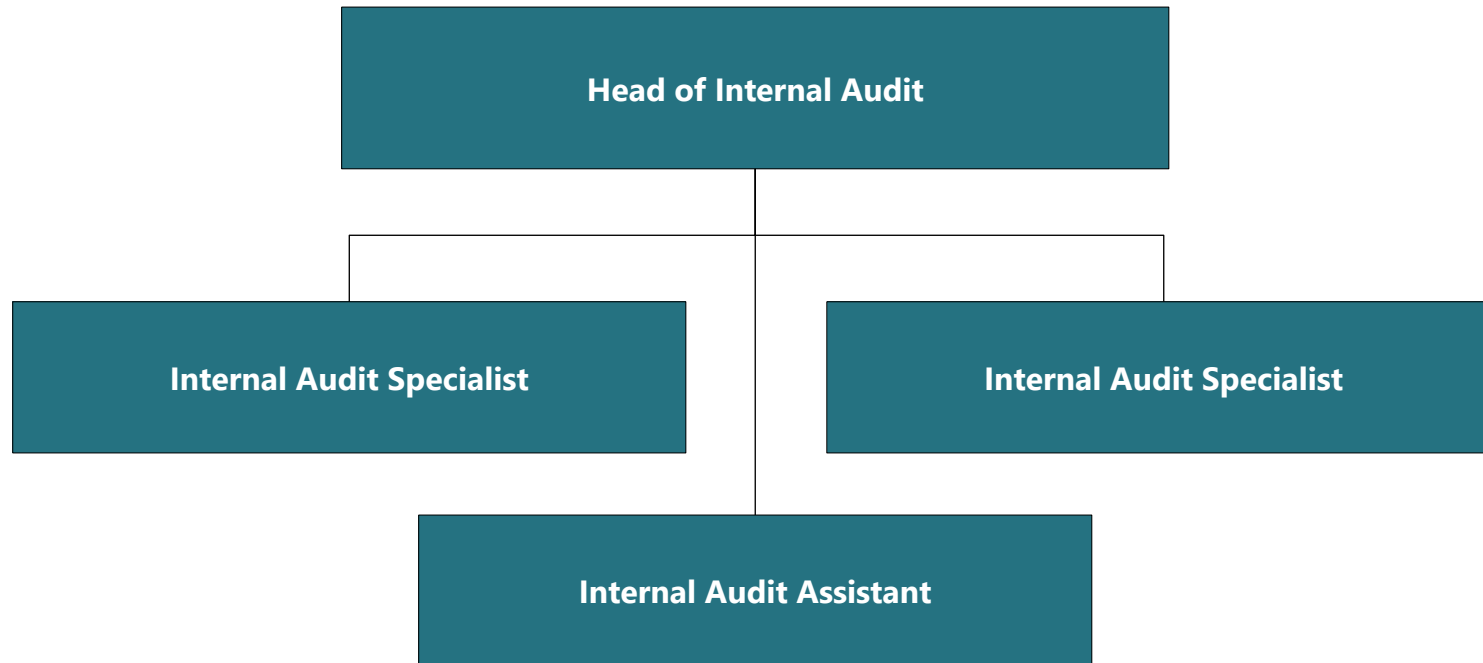 Head of Internal Audit
Internal Audit Specialist
Internal Audit Specialist
Internal Audit Assistant